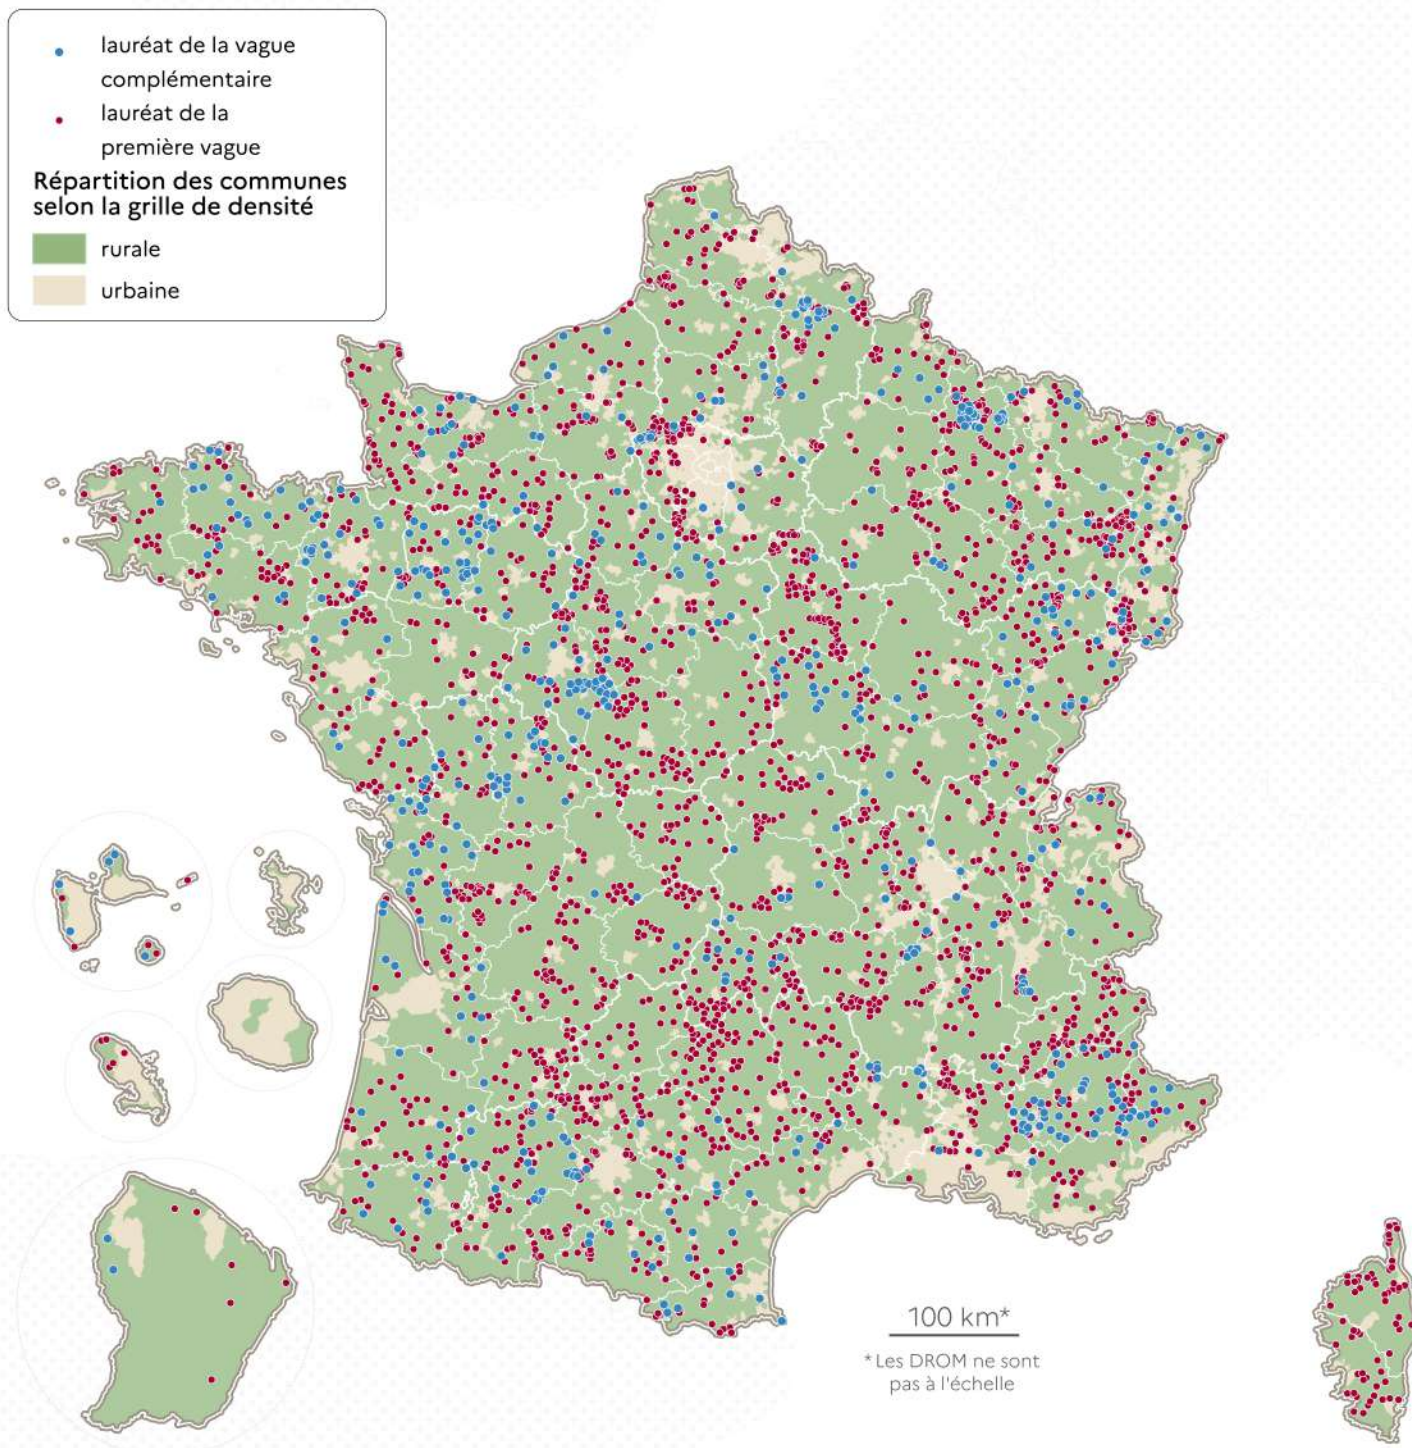 lauréat de la vague
complémentaire
lauréat de la
première vague
Répartition des communes
selon la grille de densité
rurale
urbaine
100 km*
*Les DROM ne sont
pas à l'échelle